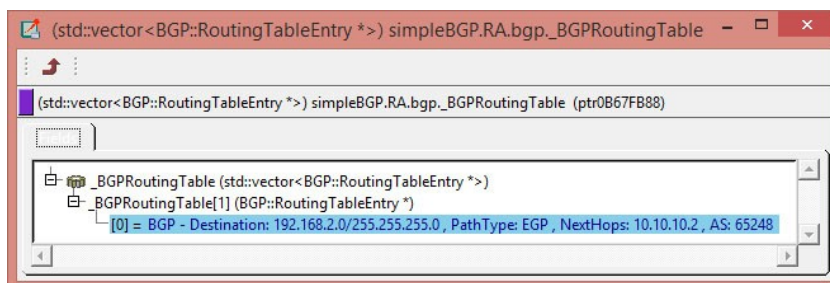 (std::vector<BGP::RoutingTableEntry *>) simpleBGP.RA.bgp._BGPRoutingTable
(std::vector<BGP::RoutingTableEntry *>) simpleBGP.RA.bgp._BGPRoutingTable (ptr0B67FB88)
_BGPRoutingTable (std::vector<BGP::RoutingTableEntry *>)
_BGPRoutingTable[1] (BGP::RoutingTableEntry *)
[0] = BGP - Destination: 192.168.2.0/255.255.255.0 , PathType: EGP , NextHops: 10.10.10.2 , AS: 65248